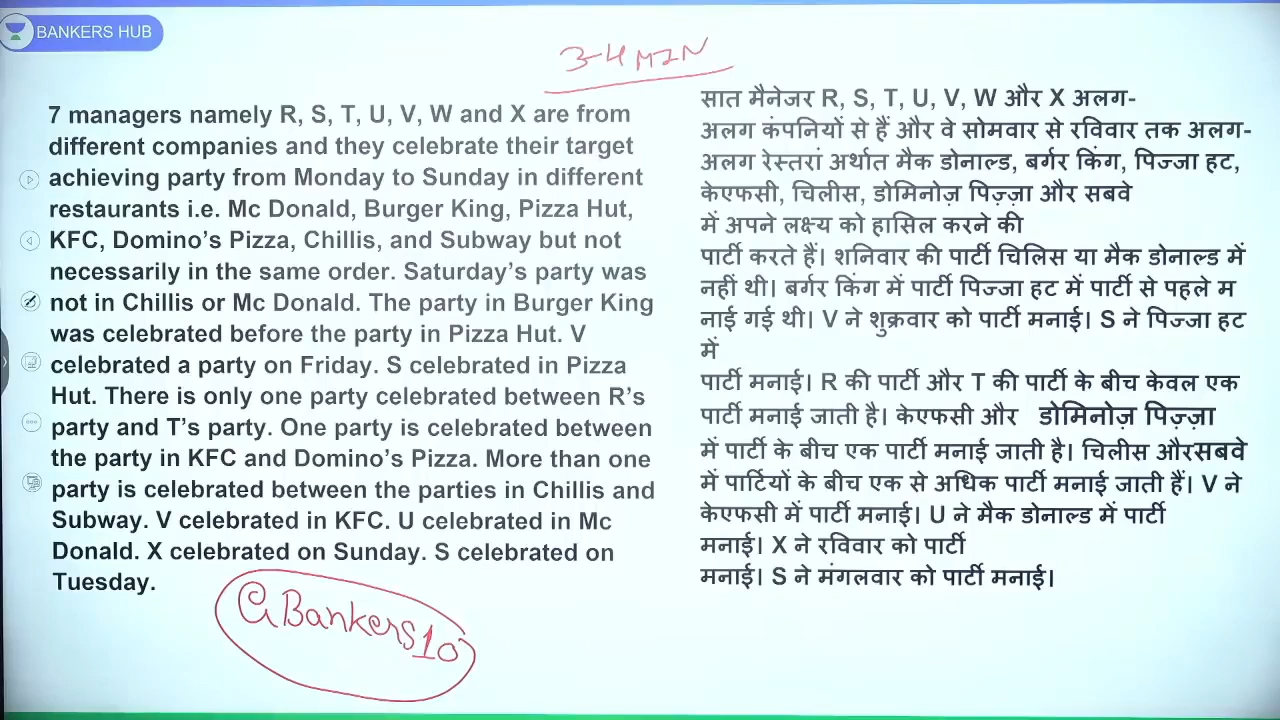 BANKERS HUB
3-4 MIN
7 managers namely R, S, T, U, V, W and X are from
different companies and they celebrate their target
achieving party from Monday to Sunday in different
restaurants i.e. Mc Donald, Burger King, Pizza Hut,
KFC, Domino's Pizza, Chillis, and Subway but not
necessarily in the same order. Saturday's party was
not in Chillis or Mc Donald. The party in Burger King
was celebrated before the party in Pizza Hut. V
celebrated a party on Friday. S celebrated in Pizza
Hut. There is only one party celebrated between R's
party and T's party. One party is celebrated between
the party in KFC and Domino's Pizza. More than one
party is celebrated between the parties in Chillis and
Subway. V celebrated in KFC. U celebrated in Mc
Donald. X celebrated on Sunday. S celebrated on
Tuesday.
सात मैनेजर R, S, T, U, V, W और X अलग-
अलग कंपनियों से हैं और वे सोमवार से रविवार तक अलग-
अलग रेस्तरां अर्थात मैक डोनाल्ड, बर्गर किंग, पिज्जा हट,
केएफसी, चिलीस, डोमिनोज़ पिज़्ज़ा और सबवे
में अपने लक्ष्य को हासिल करने की
पार्टी करते हैं। शनिवार की पार्टी चिलिस या मैक डोनाल्ड में
नहीं थी। बर्गर किंग में पार्टी पिज्जा हट में पार्टी से पहले म
नाई गई थी। V ने शुक्रवार को पार्टी मनाई। S ने पिज्जा हट
में
पार्टी मनाई। R की पार्टी और T की पार्टी के बीच केवल एक
पार्टी मनाई जाती है। केएफसी और डोमिनोज़ पिज़्ज़ा
में पार्टी के बीच एक पार्टी मनाई जाती है। चिलीस औरसबवे
में पार्टियों के बीच एक से अधिक पार्टी मनाई जाती हैं। V ने
केएफसी में पार्टी मनाई। U ने मैक डोनाल्ड में पार्टी
मनाई। X ने रविवार को पार्टी
मनाई। S ने मंगलवार को पार्टी मनाई।
@Bankers10